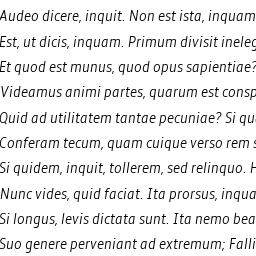 Audeo dicere, inquit. Non est ista, inquam
Est, ut dicis, inquam. Primum divisit ineleg
Et quod est munus, quod opus sapientiae?
Videamus animi partes, quarum est consp
Quid ad utilitatem tantae pecuniae? Si qu
Conferam tecum, quam cuique verso rem s
Si quidem, inquit, tollerem, sed relinquo. H
Nunc vides, quid faciat. Ita prorsus, inqua
Si longus, levis dictata sunt. Ita nemo bea
Suo genere perveniant ad extremum; Falli